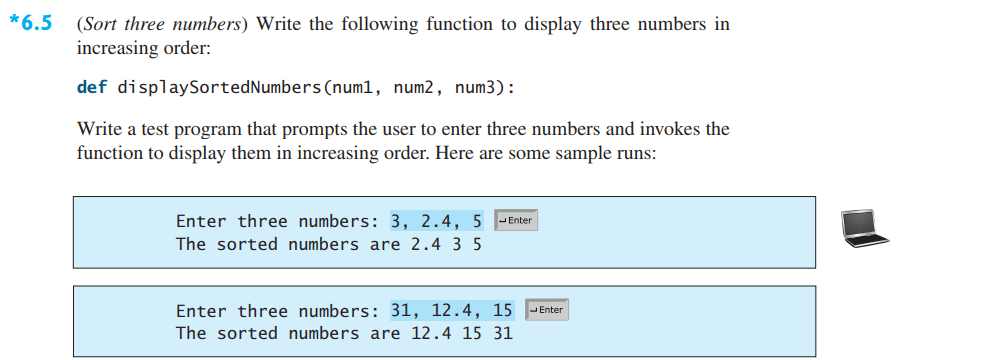 *6.5 (Sort three numbers) Write the following function to display three numbers in
increasing order:
def displaySortedNumbers(num1, num2, num3):
Write a test program that prompts the user to enter three numbers and invokes the
function to display them in increasing order. Here are some sample runs:
Enter three numbers: 3, 2.4, 5 ↵Enter
The sorted numbers are 2.4 3 5
Enter three numbers: 31, 12.4, 15 ↵Enter
The sorted numbers are 12.4 15 31